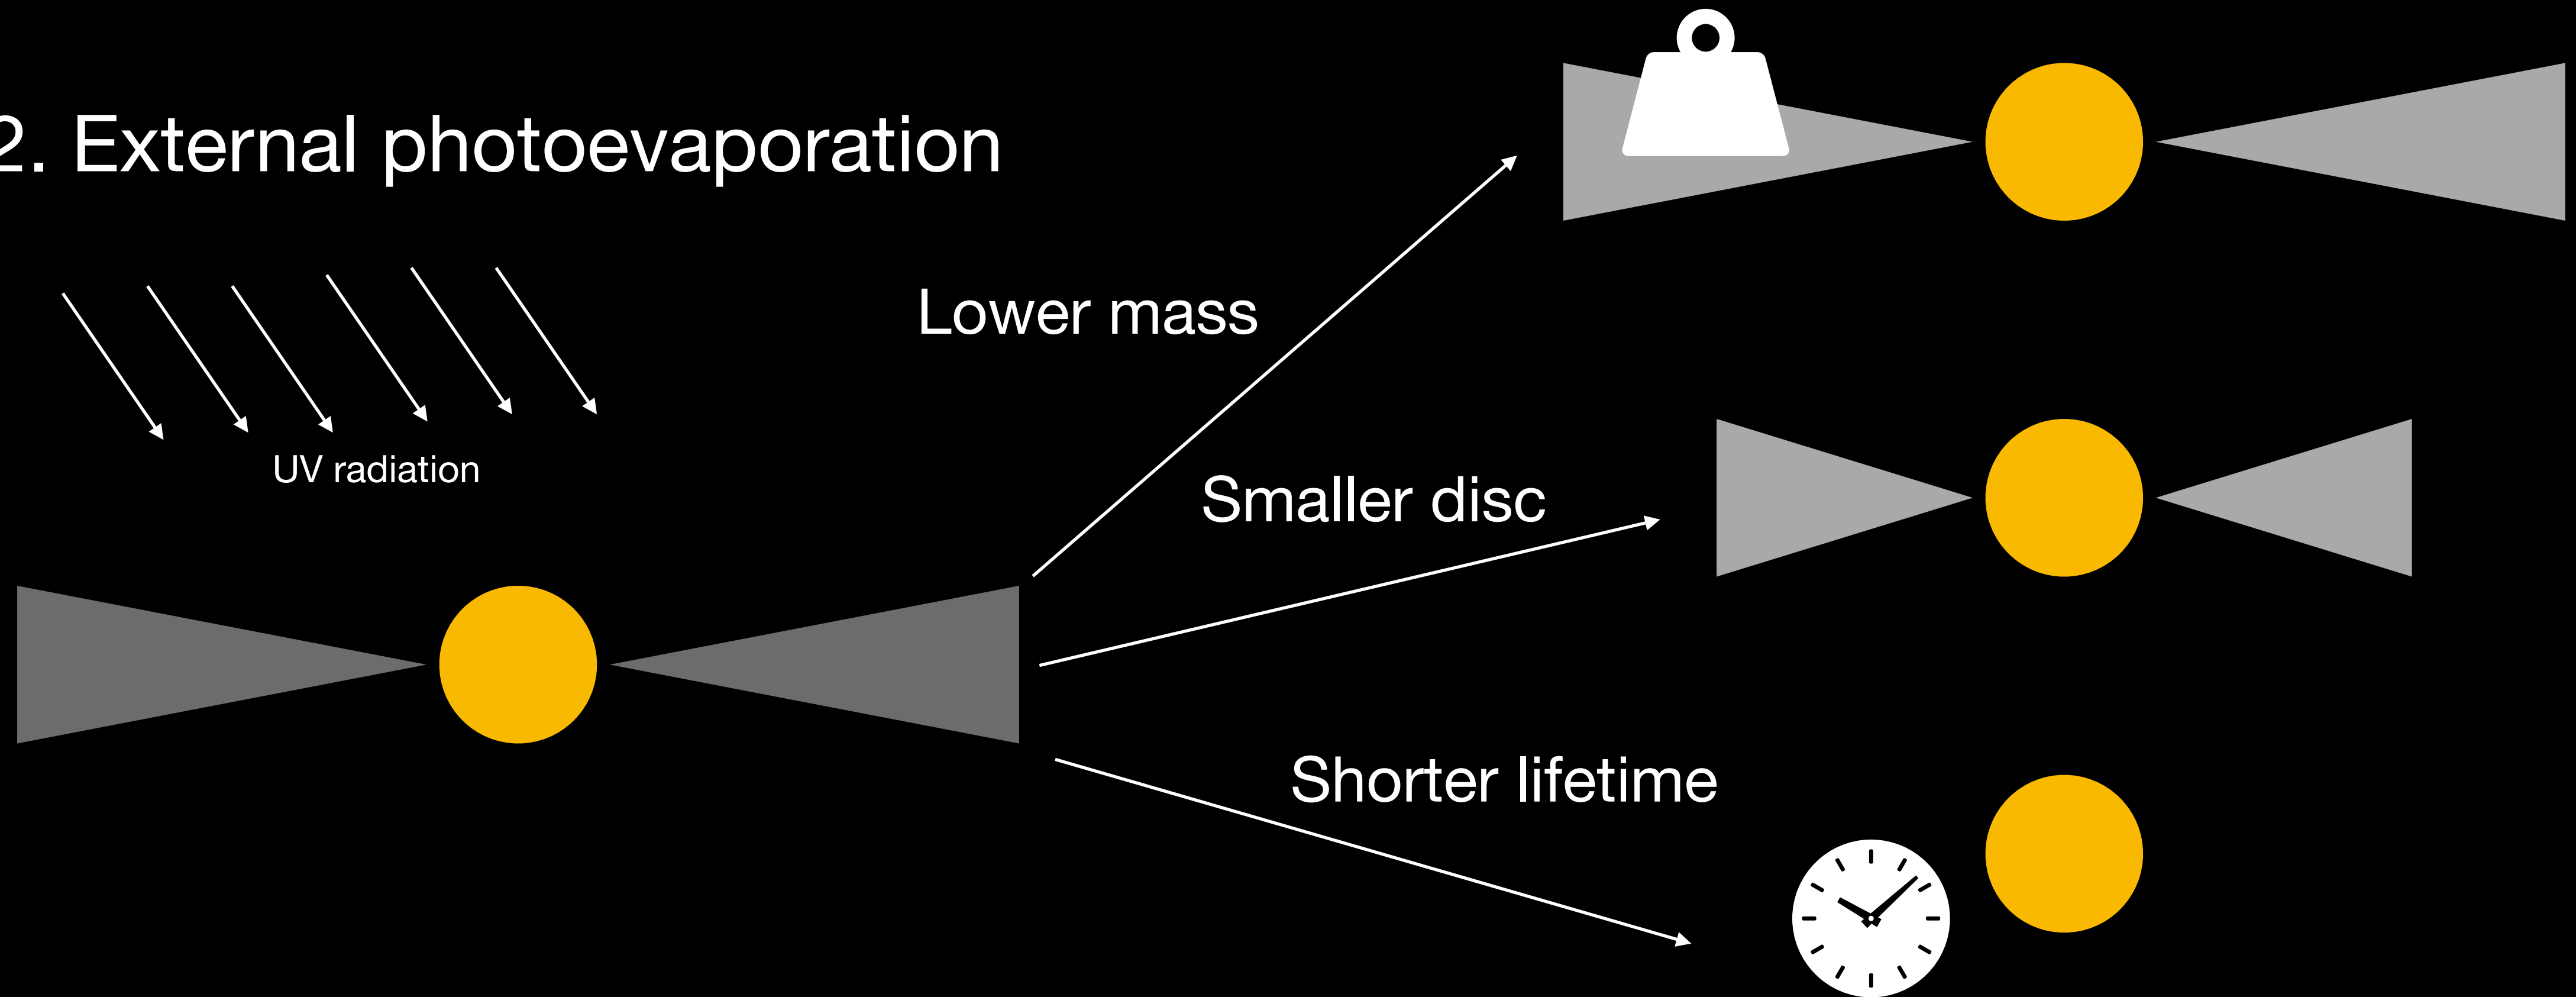 2. External photoevaporation
Lower mass
UV radiation
Smaller disc
Shorter lifetime